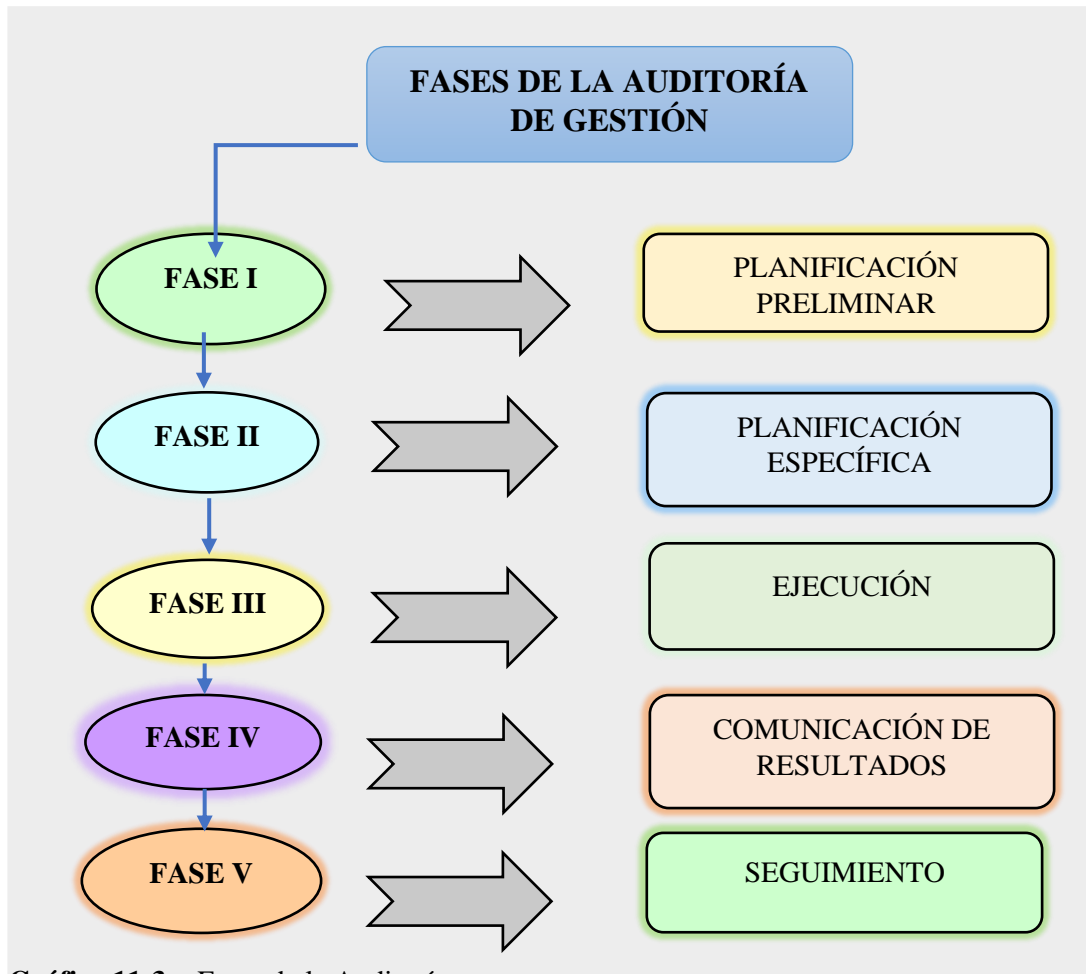 FASES DE LA AUDITORÍA
DE GESTIÓN
FASE I
PLANIFICACIÓN
PRELIMINAR
FASE II
PLANIFICACIÓN
ESPECÍFICA
FASE III
EJECUCIÓN
FASE IV
COMUNICACIÓN DE
RESULTADOS
FASE V
SEGUIMIENTO